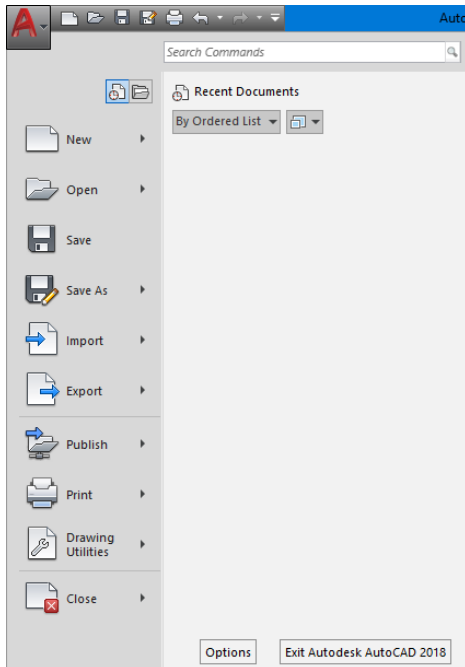 A
Auto
Search Commands
Recent Documents
By Ordered List
New
Open
Save
Save As
Import
Export
Publish
Print
Drawing
Utilities
Close
Options
Exit Autodesk AutoCAD 2018